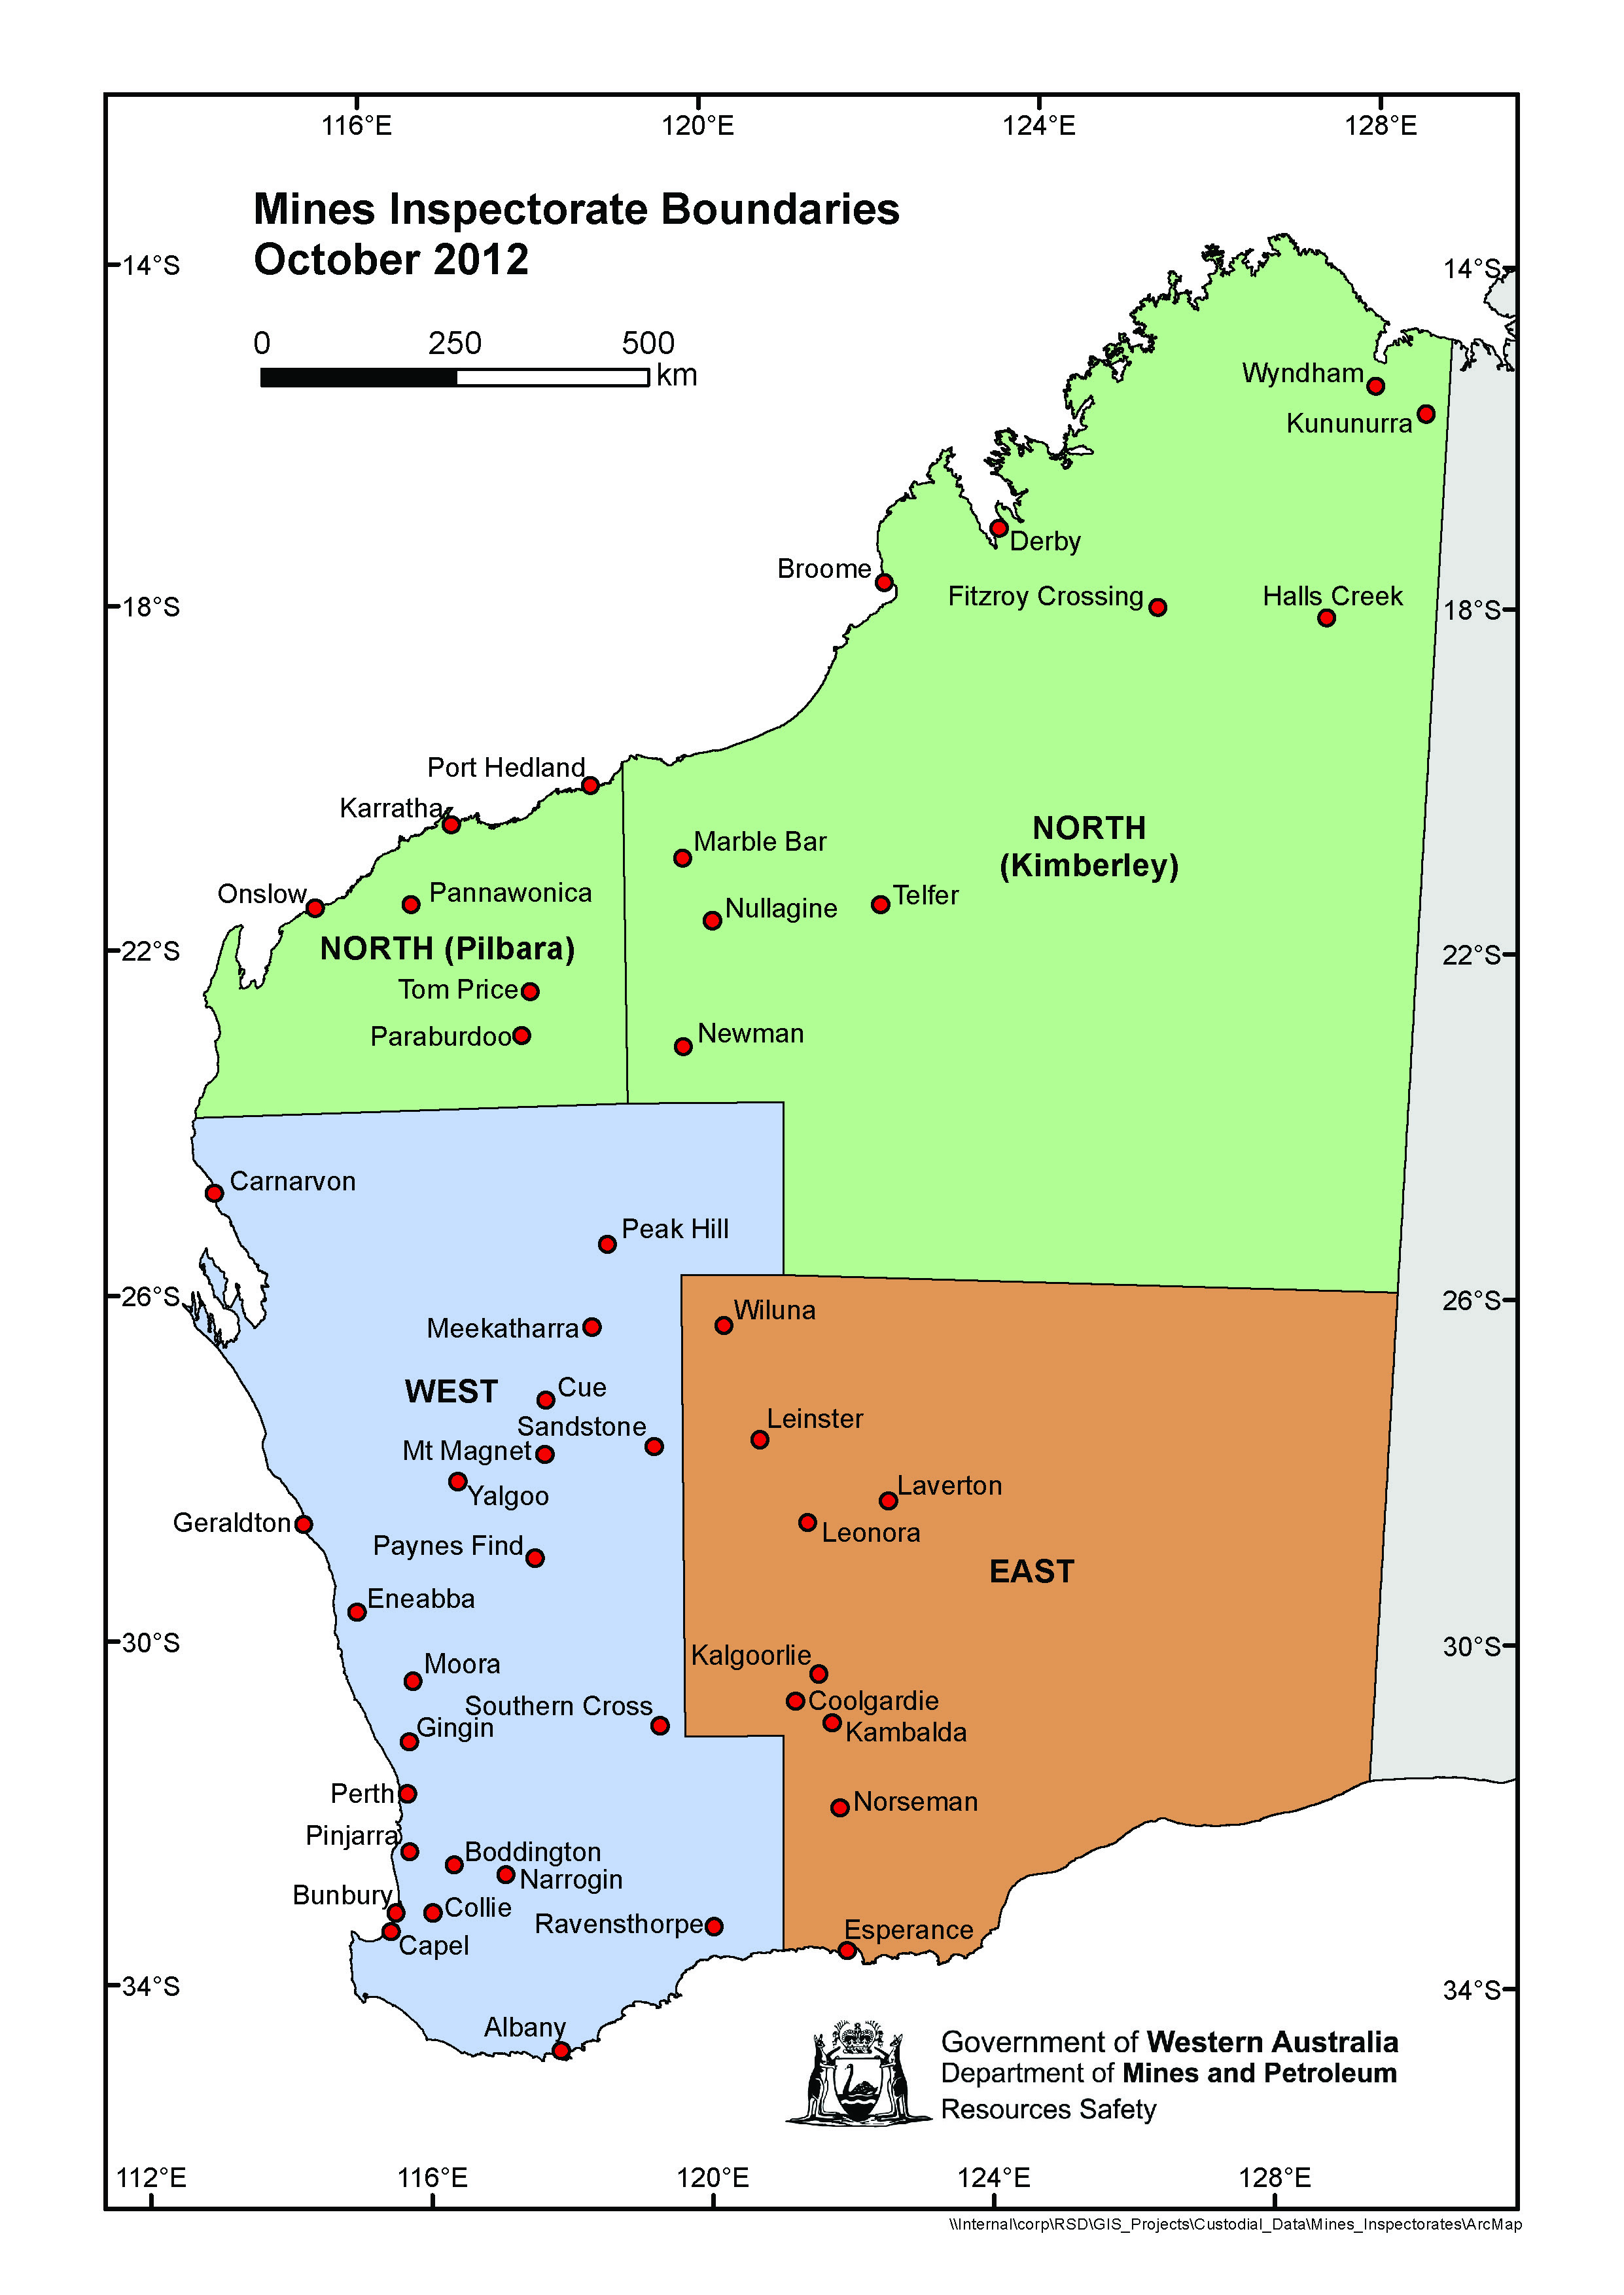 116°E 120°E 124°E 128°E
Mines Inspectorate Boundaries
October 2012
14°S 14°S
0 250 500
km
Wyndham
Kununurra
Derby
Broome
Fitzroy Crossing
Halls Creek
18°S 18°S
Port Hedland
Karratha
NORTH
(Kimberley)
Marble Bar
Onslow
Pannawonica
Telfer
Nullagine
NORTH (Pilbara)
22°S 22°S
Tom Price
Paraburdoo
Newman
Carnarvon
Peak Hill
26°S 26°S
Wiluna
Meekatharra
WEST
Cue
Sandstone
Leinster
Mt Magnet
Yalgoo
Laverton
Geraldton
Leonora
Paynes Find
EAST
Eneabba
30°S 30°S
Kalgoorlie
Moora
Southern Cross
Coolgardie
Gingin
Kambalda
Perth
Norseman
Pinjarra
Boddington
Narrogin
Bunbury
Collie
Ravensthorpe
Esperance
Capel
34°S 34°S
Albany
Government of Western Australia
Department of Mines and Petroleum
Resources Safety
112°E 116°E 120°E 124°E 128°E
\\Internal\corp\RSD\GIS_Projects\Custodial_Data\Mines_Inspectorates\ArcMap